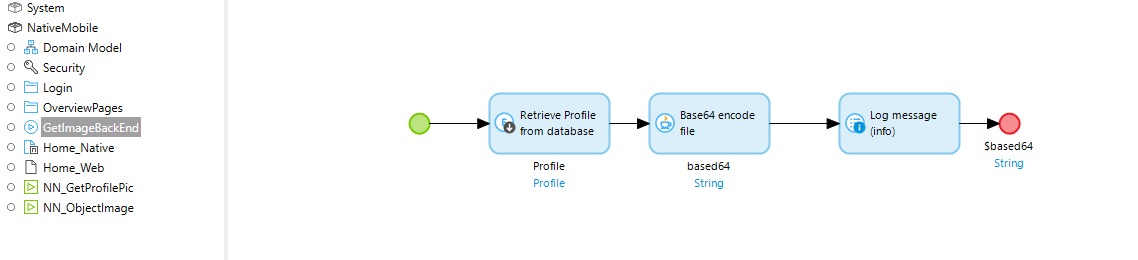 System
NativeMobile
Domain Model
Security
Login
OverviewPages
GetImageBackEnd
Home_Native
Home_Web
NN_GetProfilePic
NN_ObjectImage
Retrieve Profile
from database
Profile
Profile
Base64 encode
file
based64
String
Log message
(info)
$based64
String